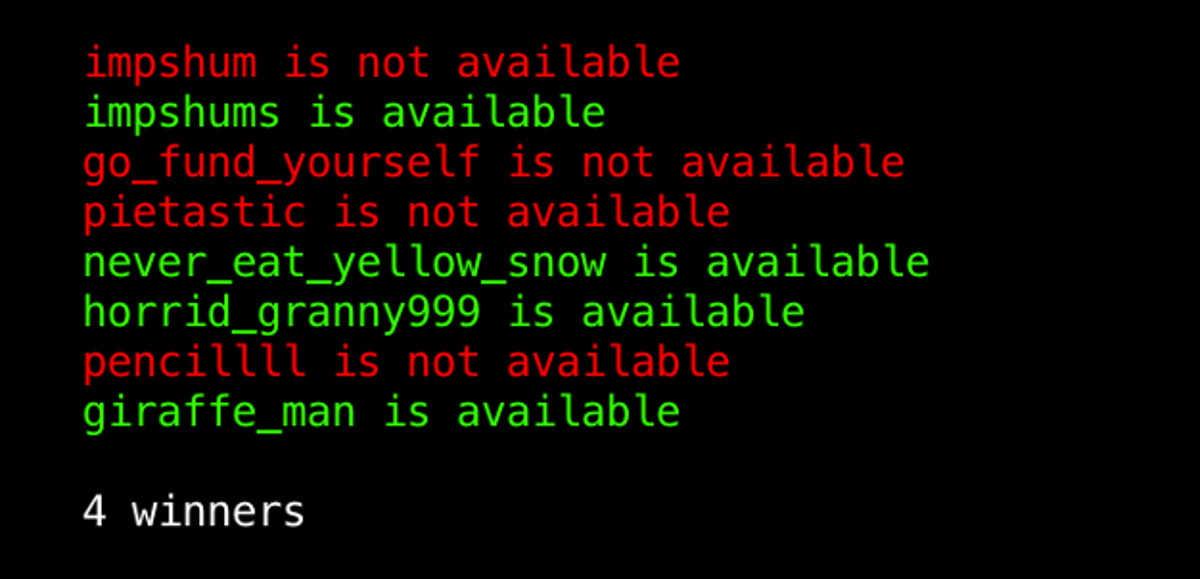 impshum is not available
impshums is available
go_fund_yourself is not available
pietastic is not available
never_eat_yellow_snow is available
horrid_granny999 is available
pencillll is not available
giraffe_man is available
4 winners